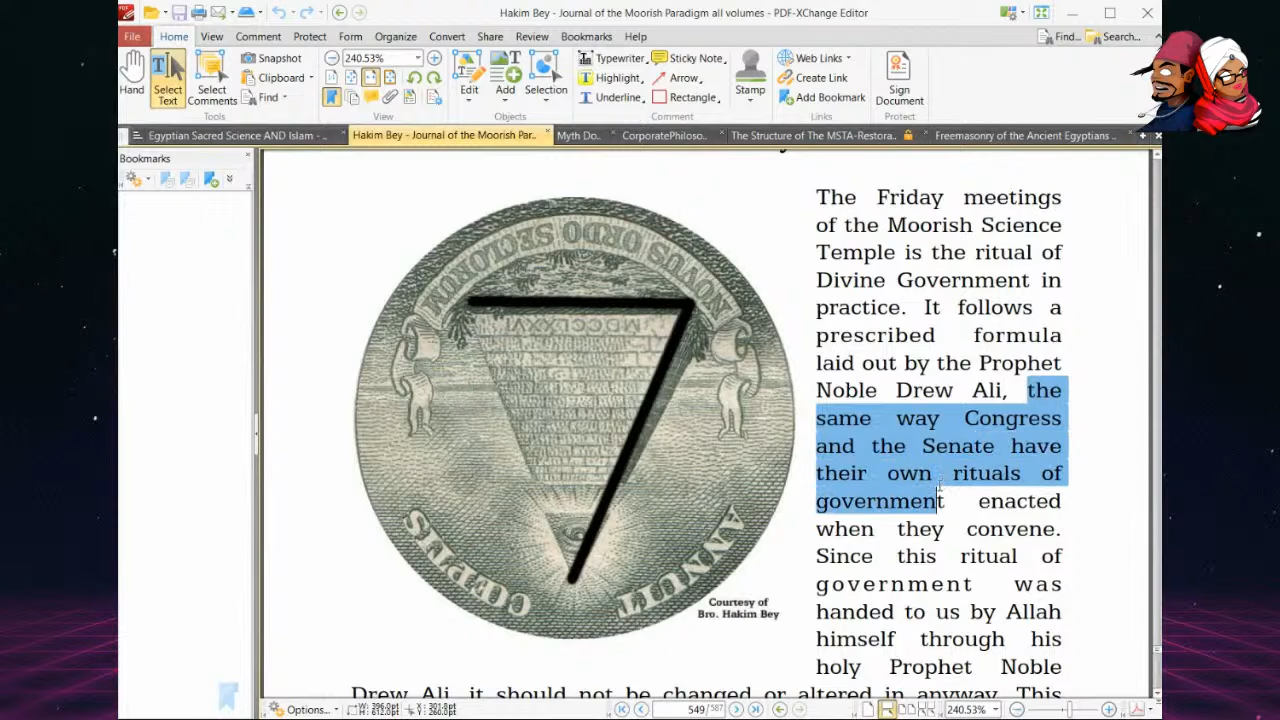 Hakim Bey - Journal of the Moorish Paradigm all volumes - PDF-XChange Editor
File Home View Comment Protect Form Organize Convert Share Review Bookmarks Help Find... Search...
Hand
Select
Text
Select
Comments
Snapshot
Clipboard
Find
Tools
240.53%
View
Edit
Add
Selection
Objects
Typewriter
Highlight
Underline
Sticky Note
Arrow
Rectangle
Stamp
Comment
Web Links
Create Link
Add Bookmark
Links
Sign
Document
Protect
Egyptian Sacred Science AND Islam - ...
Hakim Bey - Journal of the Moorish Par..
Myth Do..
CorporatePhiloso..
The Structure of The MSTA-Restora..
Freemasonry of the Ancient Egyptians
Bookmarks
NOVUS ORDO SECLORUM
MDCCLXXVI
ANNUIT
CŒPTUS
Courtesy of
Bro. Hakim Bey
The Friday meetings
of the Moorish Science
Temple is the ritual of
Divine Government in
practice. It follows a
prescribed formula
laid out by the Prophet
Noble Drew Ali, the
same way Congress
and the Senate have
their own rituals of
government enacted
when they convene.
Since this ritual of
government was
handed to us by Allah
himself through his
holy Prophet Noble
Drew Ali, it should not be changed or altered in anyway. This
Options...
549 / 587
240.53%